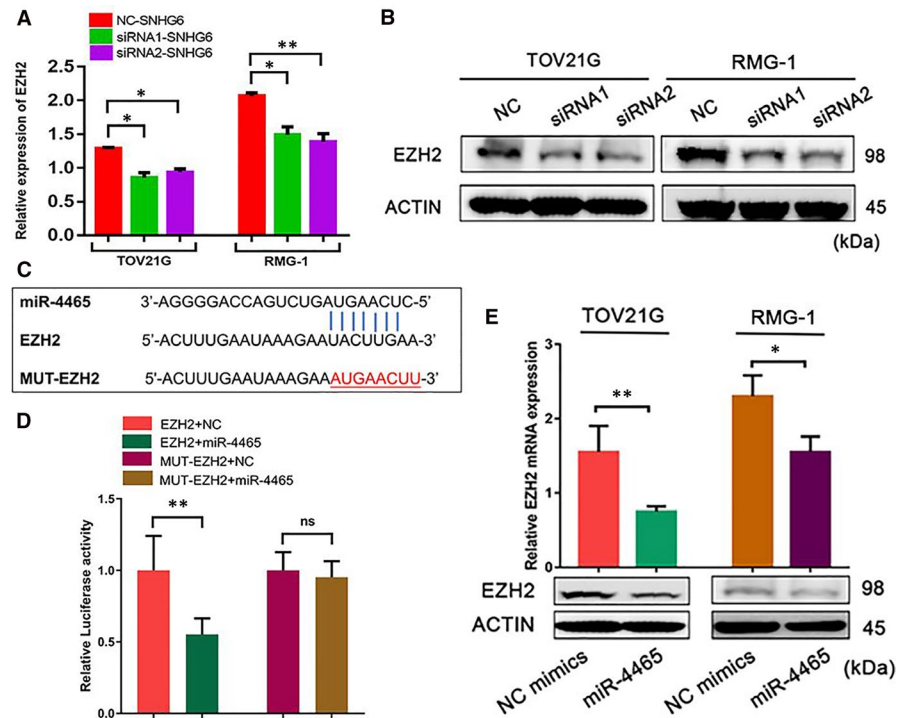 A
NC-SNHG6
siRNA1-SNHG6
siRNA2-SNHG6
Relative expression of EZH2
2.5
2.0
1.5
1.0
0.5
0.0
*
*
*
**
TOV21G
RMG-1
B
TOV21G
RMG-1
NC
siRNA1
siRNA2
NC
siRNA1
siRNA2
EZH2
98
ACTIN
45
(kDa)
C
miR-4465
3'-AGGGGACCAGUCUGAUGAACUC-5'
EZH2
5'-ACUUUGAAUAAAGAAUACUUGAA-3'
MUT-EZH2
5'-ACUUUGAAUAAAGAAAUGAACUU-3'
D
EZH2+NC
EZH2+miR-4465
MUT-EZH2+NC
MUT-EZH2+miR-4465
Relative Luciferase activity
1.5
1.0
0.5
0.0
**
ns
E
TOV21G
RMG-1
Relative EZH2 mRNA expression
3
2
1
0
**
*
EZH2
98
ACTIN
45
NC mimics
miR-4465
NC mimics
miR-4465
(kDa)